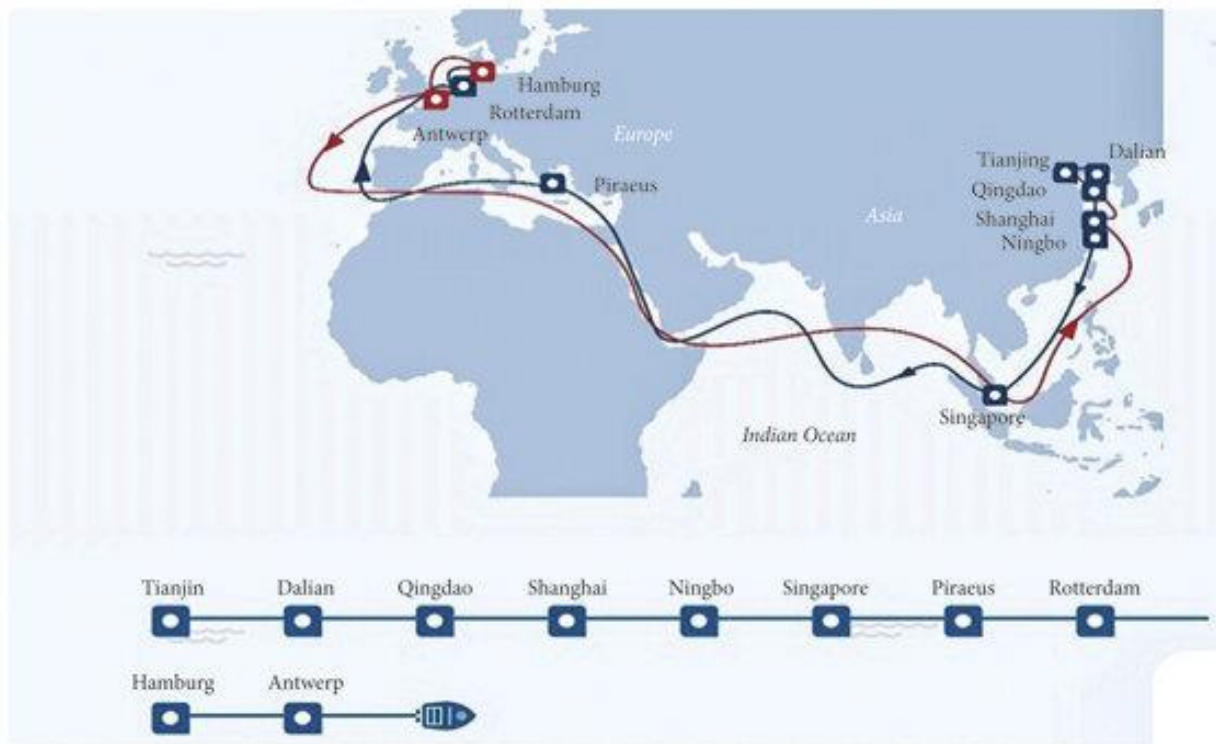 Hamburg
Rotterdam
Antwerp
Europe
Piraeus
Tianjing
Dalian
Qingdao
Shanghai
Ningbo
Asia
Singapore
Indian Ocean
Tianjin Dalian Qingdao Shanghai Ningbo Singapore Piraeus Rotterdam
Hamburg Antwerp